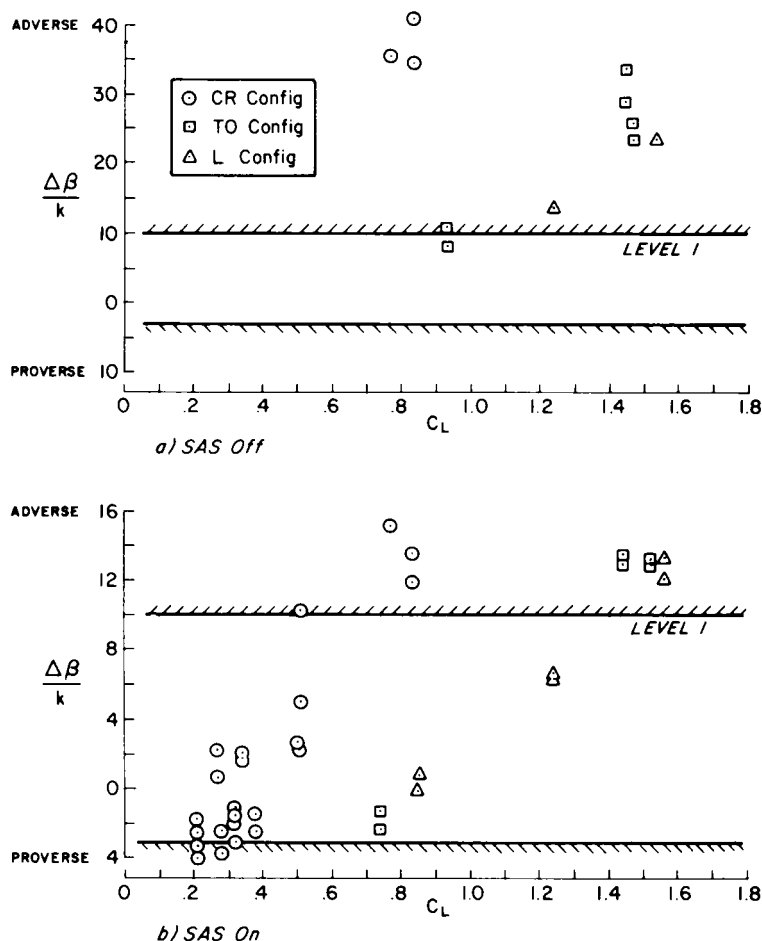 ADVERSE 40
CR Config
TO Config
L Config
30
20
Δβ
k
10
LEVEL I
0
PROVERSE 10
0 .2 .4 .6 .8 1.0 1.2 1.4 1.6 1.8
CL
a) SAS Off
ADVERSE 16
12
LEVEL I
8
Δβ
k
4
0
PROVERSE 4
0 .2 .4 .6 .8 1.0 1.2 1.4 1.6 1.8
CL
b) SAS On